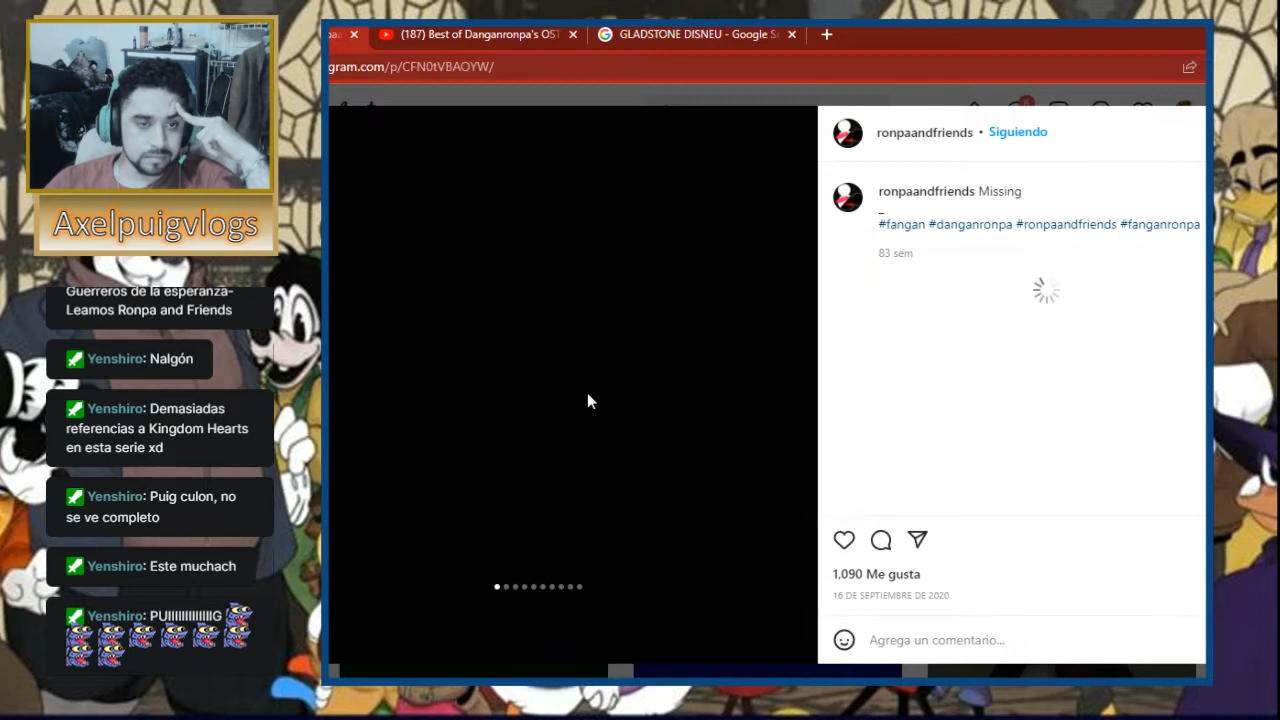 (187) Best of Danganronpa's OST
GLADSTONE DISNEU - Google Se
gram.com/p/CFN0tVBAOYW/
ronpaandfriends • Siguiendo
ronpaandfriends Missing
_
#fangan #danganronpa #ronpaandfriends #fanganronpa
83 sem
1,090 Me gusta
16 DE SEPTIEMBRE DE 2020
Agrega un comentario...
Axelpuigvlogs
Guerreros de la esperanza-
Leamos Ronpa and Friends
Yenshiro: Nalgón
Yenshiro: Demasiadas
referencias a Kingdom Hearts
en esta serie xd
Yenshiro: Puig culon, no
se ve completo
Yenshiro: Este muchach
Yenshiro: PUIIIIIIIIIIIIIG